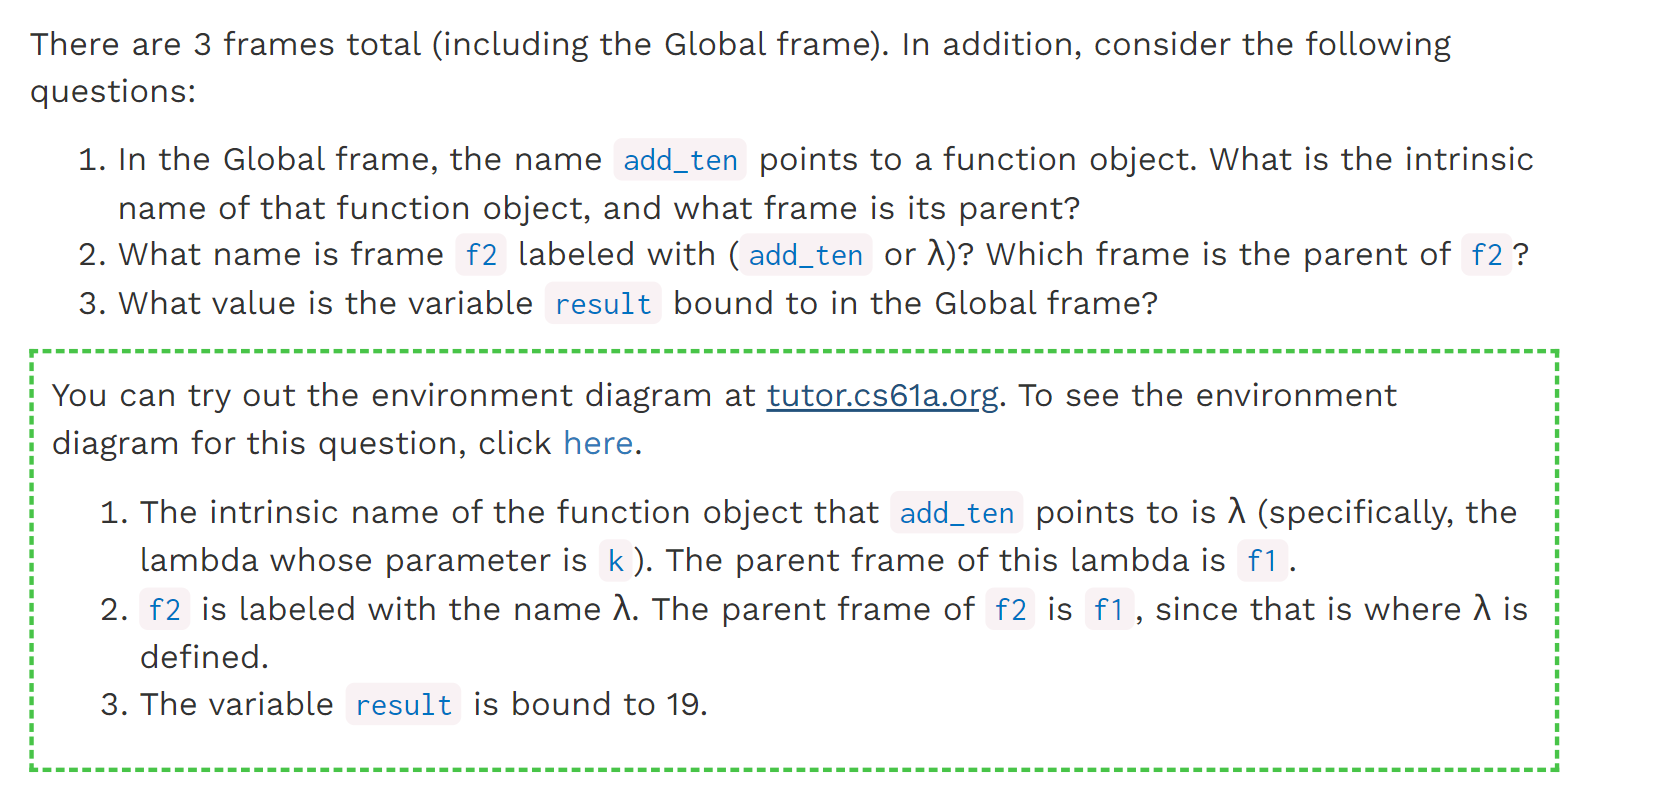 There are 3 frames total (including the Global frame). In addition, consider the following
questions:
1. In the Global frame, the name add_ten points to a function object. What is the intrinsic
name of that function object, and what frame is its parent?
2. What name is frame f2 labeled with (add_ten or λ)? Which frame is the parent of f2?
3. What value is the variable result bound to in the Global frame?
You can try out the environment diagram at tutor.cs61a.org. To see the environment
diagram for this question, click here.
1. The intrinsic name of the function object that add_ten points to is λ (specifically, the
lambda whose parameter is k). The parent frame of this lambda is f1.
2. f2 is labeled with the name λ. The parent frame of f2 is f1, since that is where λ is
defined.
3. The variable result is bound to 19.